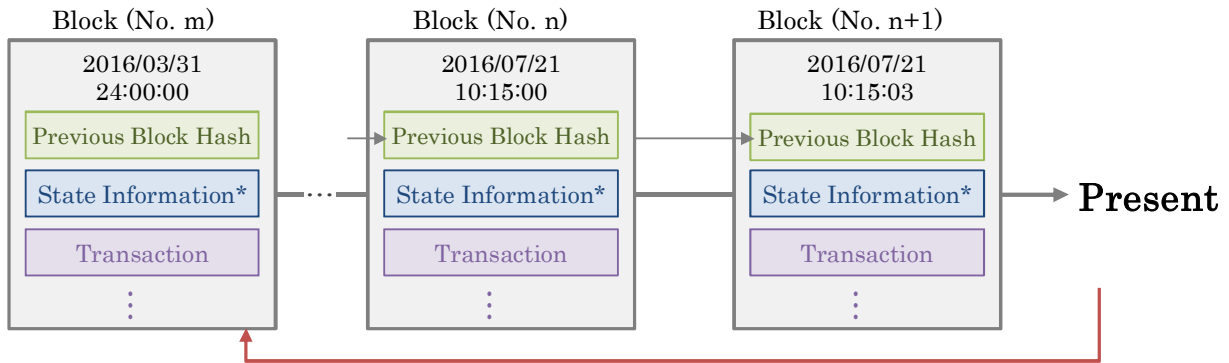 Block (No. m)
2016/03/31
24:00:00
Previous Block Hash
State Information*
Transaction
⋮
…
Block (No. n)
2016/07/21
10:15:00
Previous Block Hash
State Information*
Transaction
⋮
Block (No. n+1)
2016/07/21
10:15:03
Previous Block Hash
State Information*
Transaction
⋮
Present